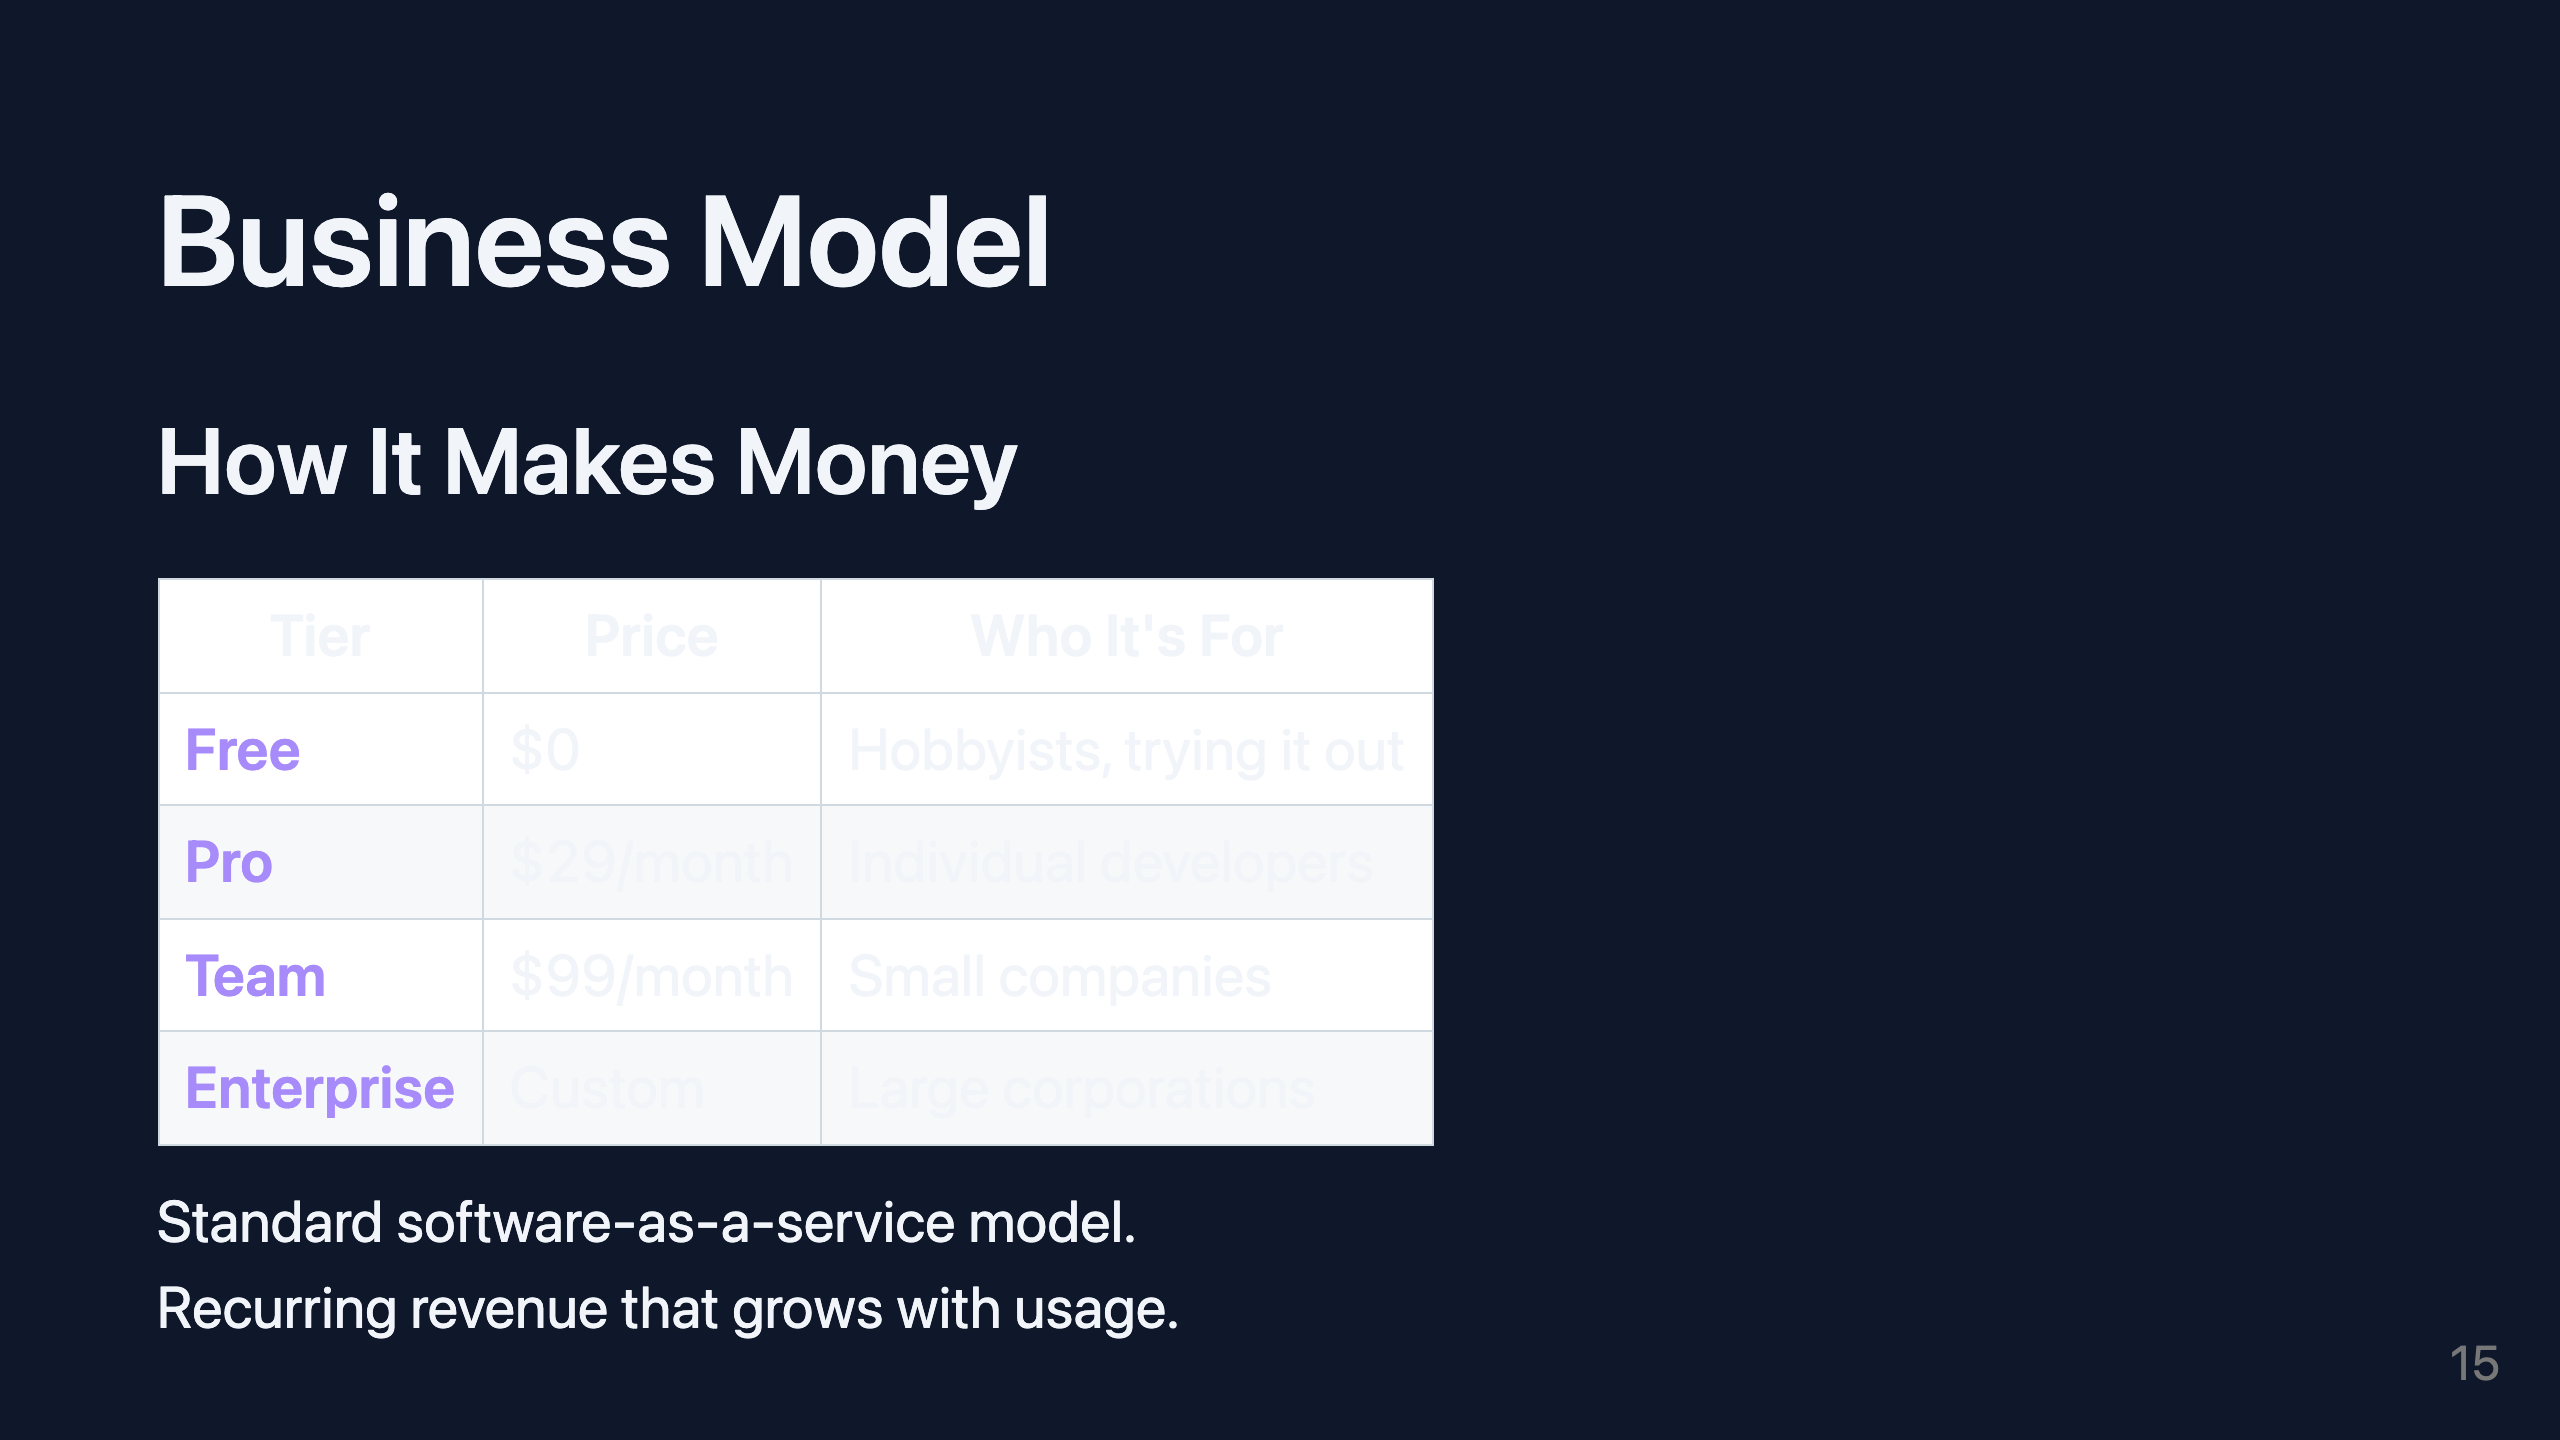 Business Model
How It Makes Money
Tier Price Who It's For
Free $0 Hobbyists, trying it out
Pro $29/month Individual developers
Team $99/month Small companies
Enterprise Custom Large corporations
Standard software-as-a-service model.
Recurring revenue that grows with usage.
15